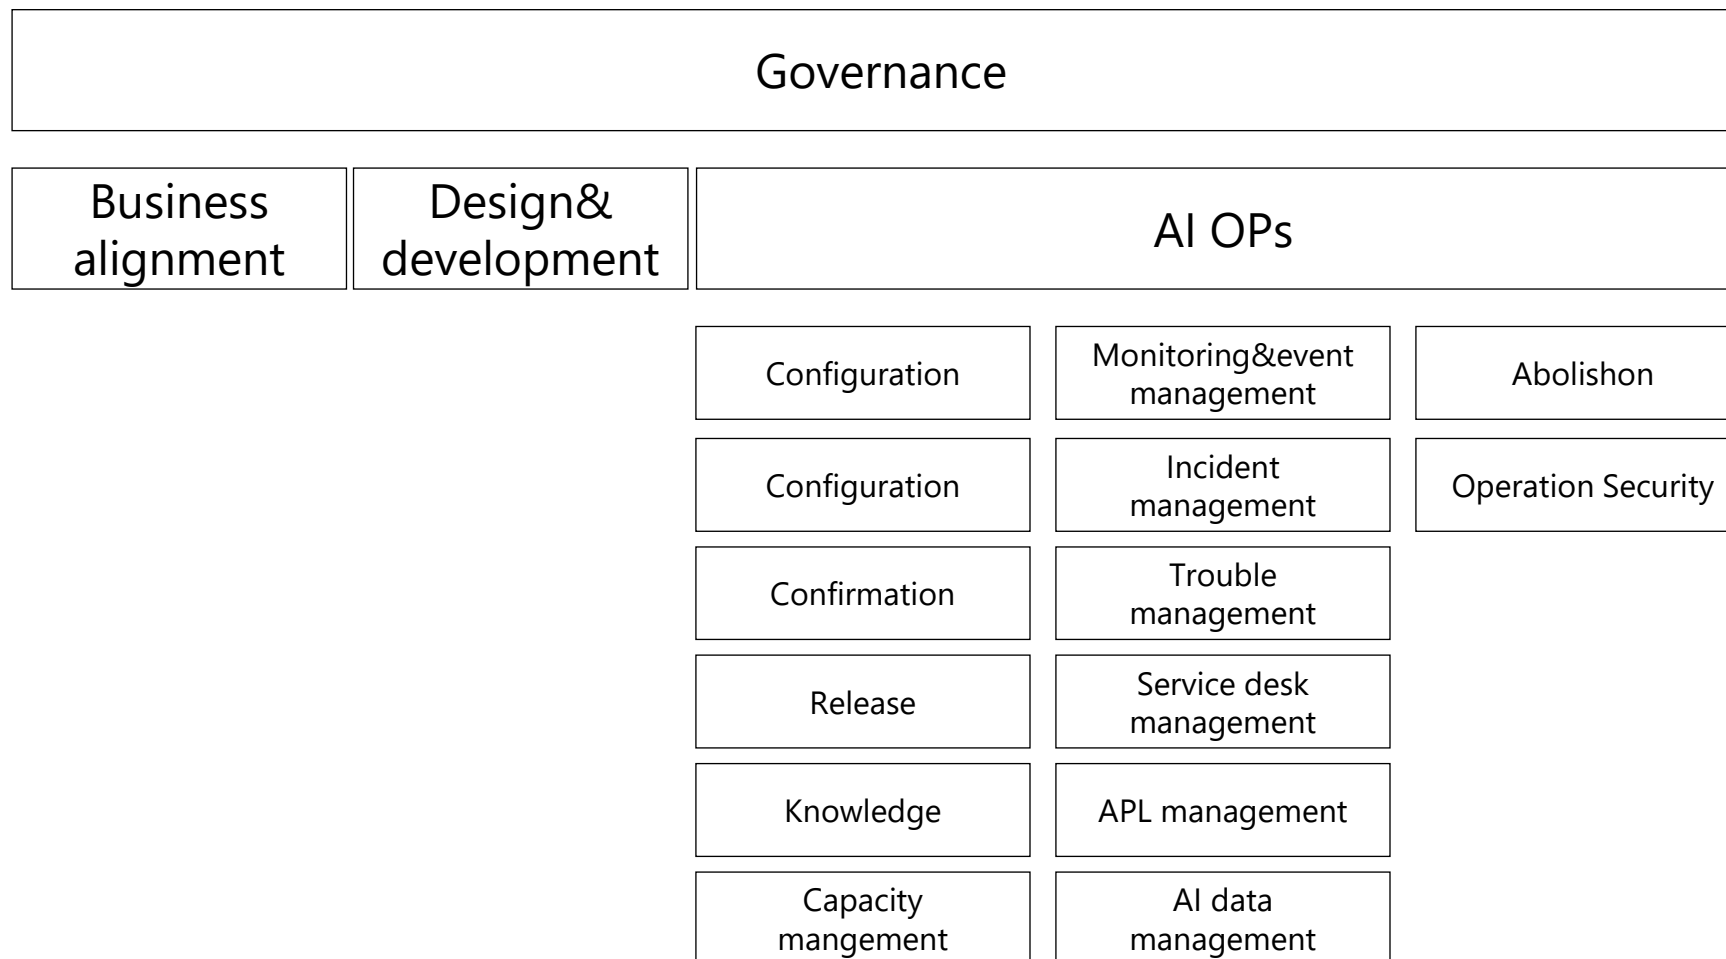 Governance
Business
alignment
Design&
development
AI OPs
Configuration
Monitoring&event
management
Abolishon
Configuration
Incident
management
Operation Security
Confirmation
Trouble
management
Release
Service desk
management
Knowledge
APL management
Capacity
mangement
AI data
management